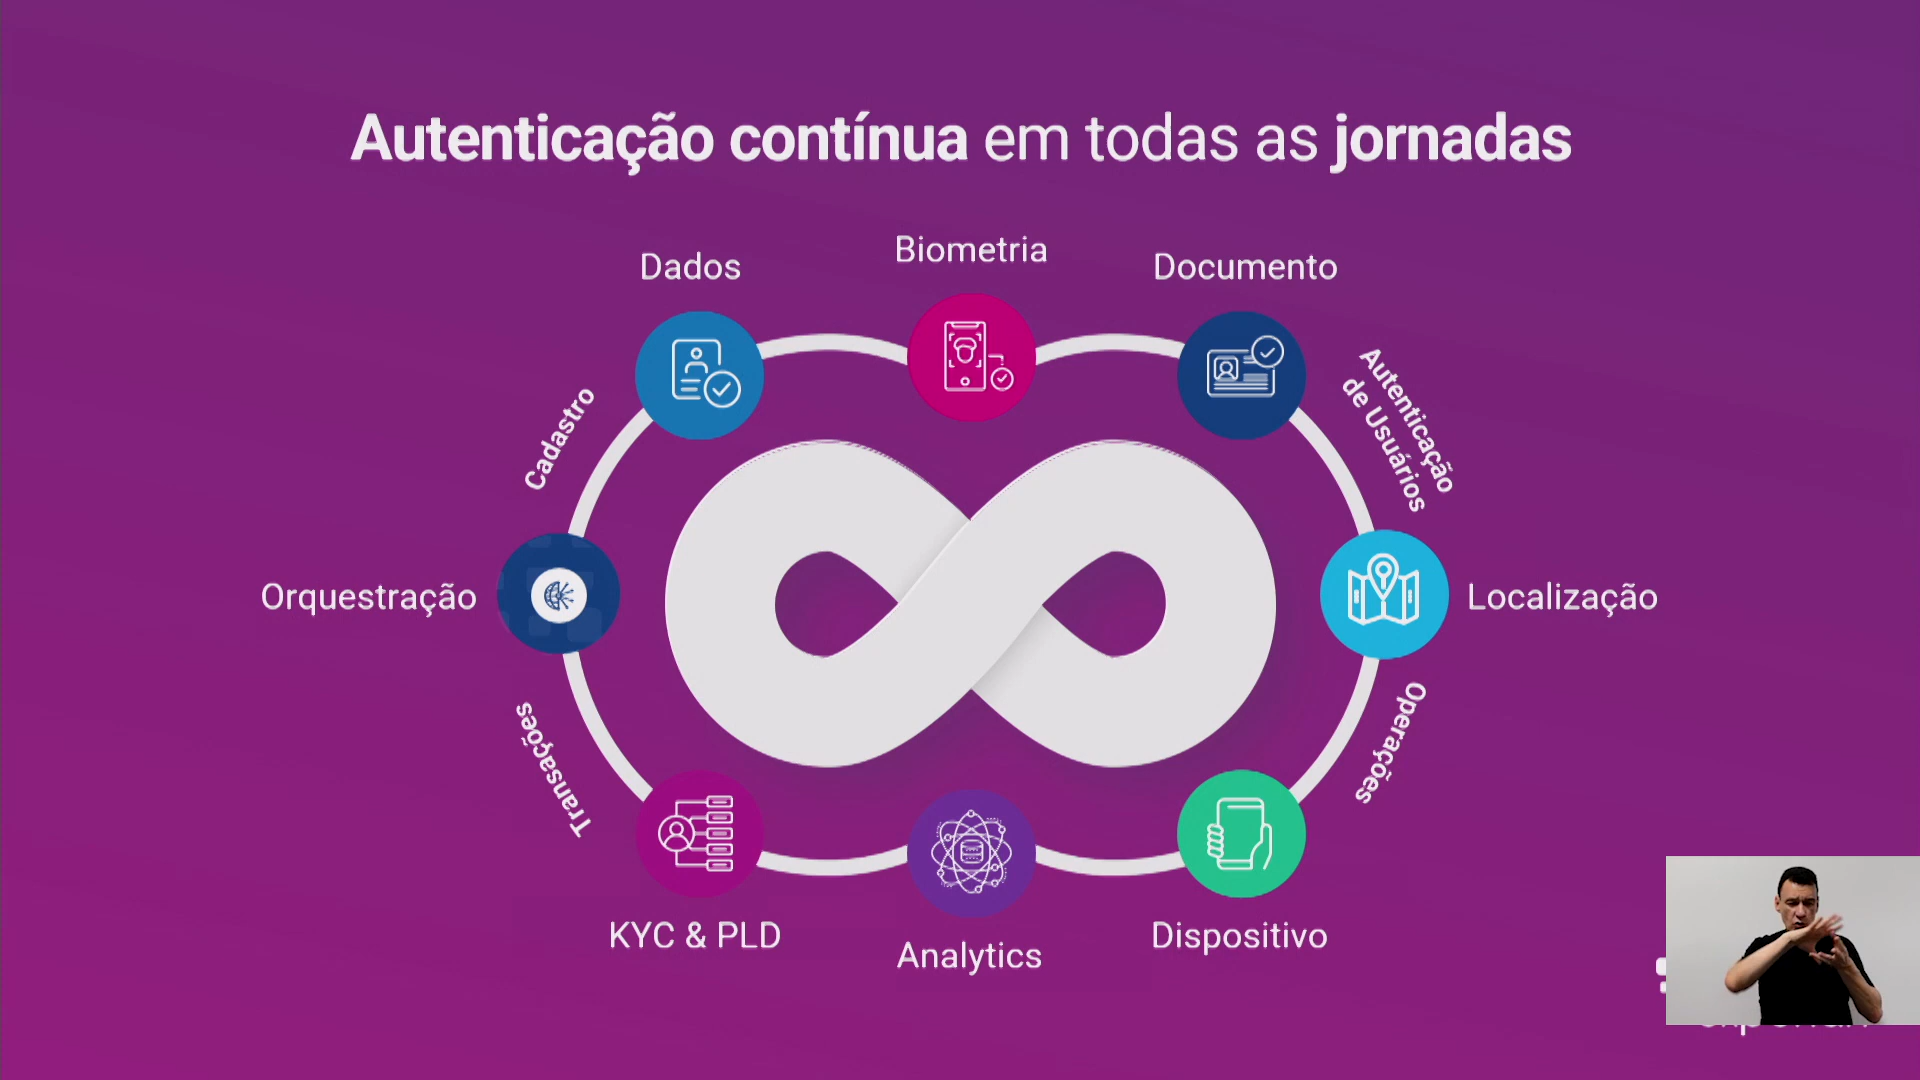 Autenticação contínua em todas as jornadas
Biometria
Dados
Documento
Cadastro
Autenticação
de Usuários
Orquestração
Localização
Transações
Operações
KYC & PLD
Analytics
Dispositivo